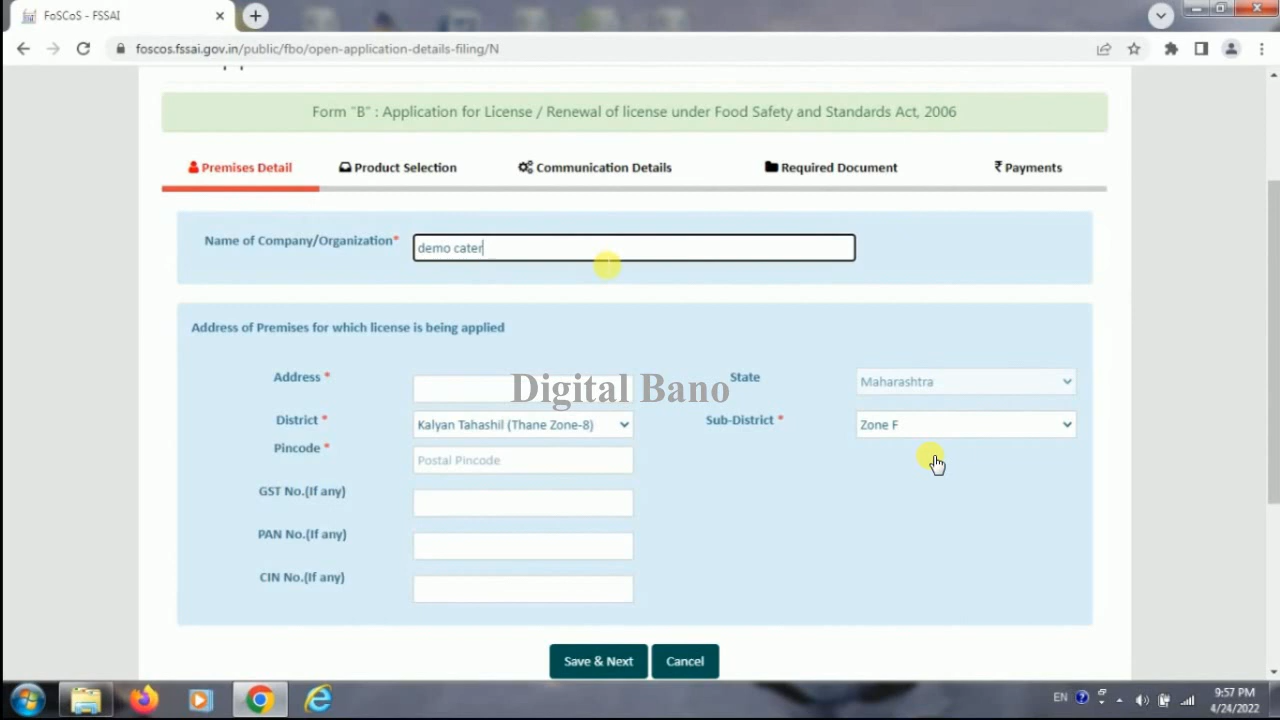 FoSCoS - FSSAI
foscos.fssai.gov.in/public/fbo/open-application-details-filing/N
Form "B" : Application for License / Renewal of license under Food Safety and Standards Act, 2006
Premises Detail Product Selection Communication Details Required Document ₹ Payments
Name of Company/Organization* demo cater
Address of Premises for which license is being applied
Address * State Maharashtra
Digital Bano
District * Kalyan Tahashil (Thane Zone-8) Sub-District * Zone F
Pincode * Postal Pincode
GST No.(If any)
PAN No.(If any)
CIN No.(If any)
Save & Next Cancel
EN 9:57 PM
4/24/2022